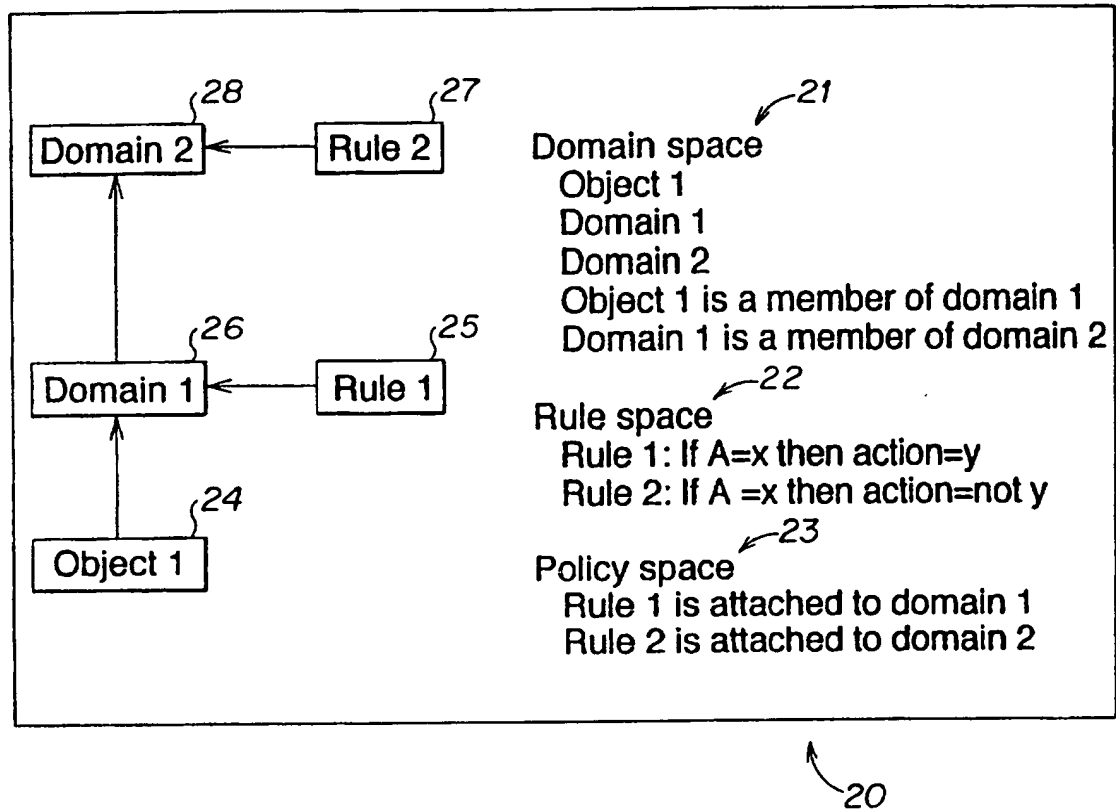 28
27
21
Domain 2
Rule 2
Domain space
Object 1
Domain 1
Domain 2
Object 1 is a member of domain 1
Domain 1 is a member of domain 2
26
25
Domain 1
Rule 1
22
Rule space
Rule 1: If A=x then action=y
Rule 2: If A =x then action=not y
24
Object 1
23
Policy space
Rule 1 is attached to domain 1
Rule 2 is attached to domain 2
20